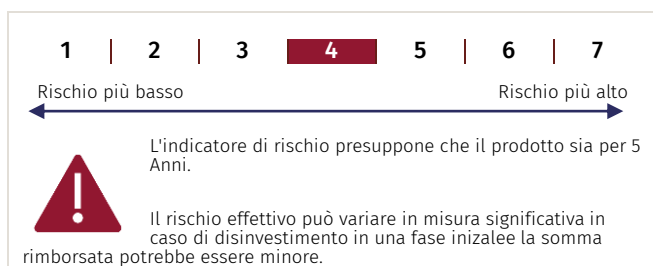 1 | 2 | 3 | 4 | 5 | 6 | 7
Rischio più basso Rischio più alto
L'indicatore di rischio presuppone che il prodotto sia per 5
Anni.
Il rischio effettivo può variare in misura significativa in
caso di disinvestimento in una fase inizalee la somma
rimborsata potrebbe essere minore.